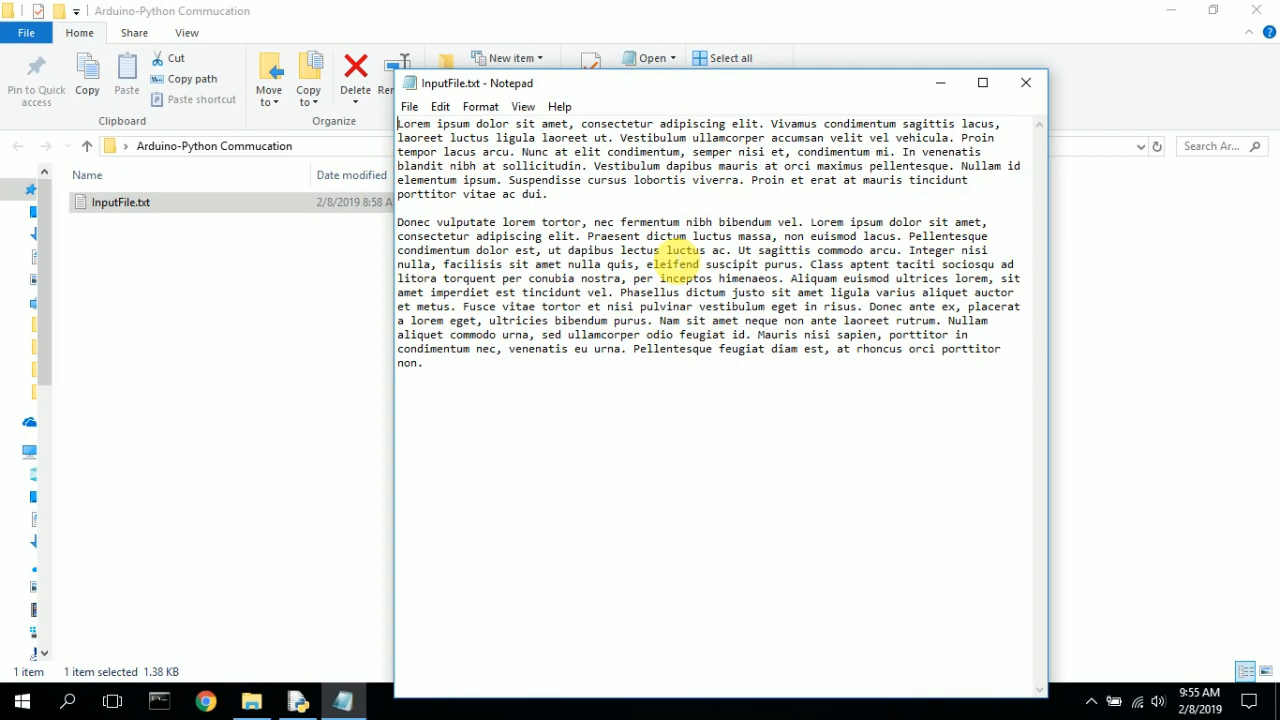 Arduino-Python Commucation
File
Home
Share
View
Pin to Quick access
Copy
Paste
Cut
Copy path
Paste shortcut
Clipboard
Move to
Copy to
Delete
Organize
New item
Open
Select all
Arduino-Python Commucation
Search Ar...
Name
Date modified
InputFile.txt
2/8/2019 8:58 A
InputFile.txt - Notepad
File Edit Format View Help
Lorem ipsum dolor sit amet, consectetur adipiscing elit. Vivamus condimentum sagittis lacus,
laoreet luctus ligula laoreet ut. Vestibulum ullamcorper accumsan velit vel vehicula. Proin
tempor lacus arcu. Nunc at elit condimentum, semper nisi et, condimentum mi. In venenatis
blandit nibh at sollicitudin. Vestibulum dapibus mauris at orci maximus pellentesque. Nullam id
elementum ipsum. Suspendisse cursus lobortis viverra. Proin et erat at mauris tincidunt
porttitor vitae ac dui.
Donec vulputate lorem tortor, nec fermentum nibh bibendum vel. Lorem ipsum dolor sit amet,
consectetur adipiscing elit. Praesent dictum luctus massa, non euismod lacus. Pellentesque
condimentum dolor est, ut dapibus lectus luctus ac. Ut sagittis commodo arcu. Integer nisi
nulla, facilisis sit amet nulla quis, eleifend suscipit purus. Class aptent taciti sociosqu ad
litora torquent per conubia nostra, per inceptos himenaeos. Aliquam euismod ultrices lorem, sit
amet imperdiet est tincidunt vel. Phasellus dictum justo sit amet ligula varius aliquet auctor
et metus. Fusce vitae tortor et nisi pulvinar vestibulum eget in risus. Donec ante ex, placerat
a lorem eget, ultricies bibendum purus. Nam sit amet neque non ante laoreet rutrum. Nullam
aliquet commodo urna, sed ullamcorper odio feugiat id. Mauris nisi sapien, porttitor in
condimentum nec, venenatis eu urna. Pellentesque feugiat diam est, at rhoncus orci porttitor
non.
1 item
1 item selected 1.38 KB
9:55 AM
2/8/2019